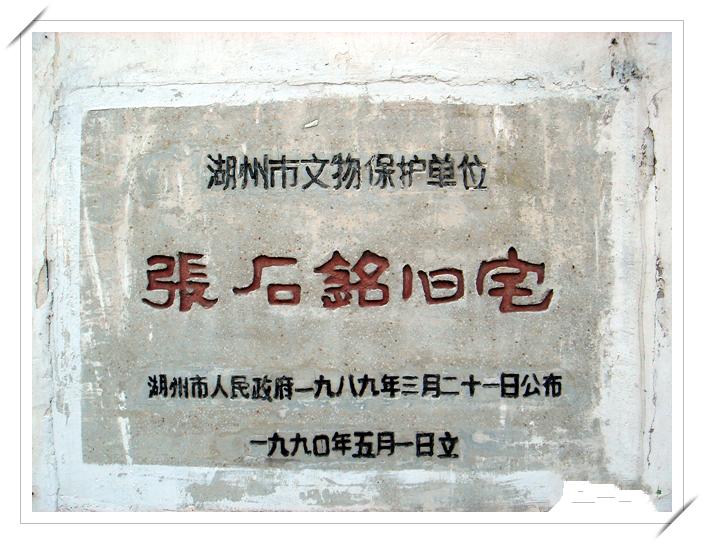 湖州市文物保护单位
張石銘旧宅
湖州市人民政府一九八九年三月二十一日公布
一九九〇年五月一日立